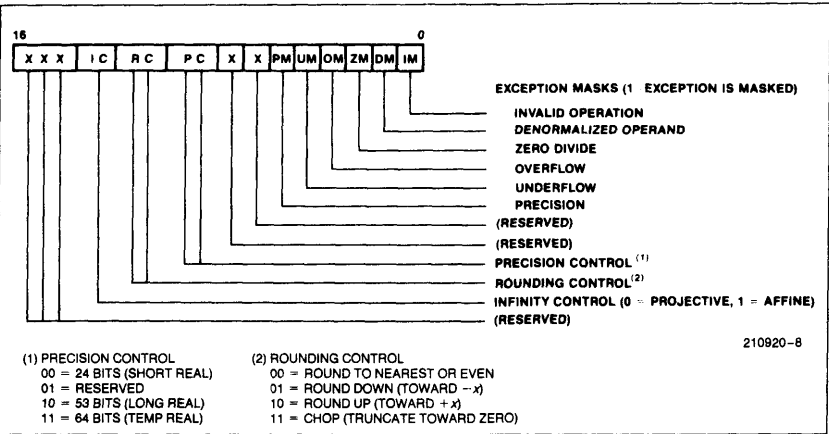 16 0
X X X I C R C P C X X PM UM OM ZM DM IM
EXCEPTION MASKS (1 EXCEPTION IS MASKED)
INVALID OPERATION
DENORMALIZED OPERAND
ZERO DIVIDE
OVERFLOW
UNDERFLOW
PRECISION
(RESERVED)
(RESERVED)
PRECISION CONTROL (1)
ROUNDING CONTROL (2)
INFINITY CONTROL (0 = PROJECTIVE, 1 = AFFINE)
(RESERVED)
210920-8
(1) PRECISION CONTROL
00 = 24 BITS (SHORT REAL)
01 = RESERVED
10 = 53 BITS (LONG REAL)
11 = 64 BITS (TEMP REAL)
(2) ROUNDING CONTROL
00 = ROUND TO NEAREST OR EVEN
01 = ROUND DOWN (TOWARD -x)
10 = ROUND UP (TOWARD +x)
11 = CHOP (TRUNCATE TOWARD ZERO)